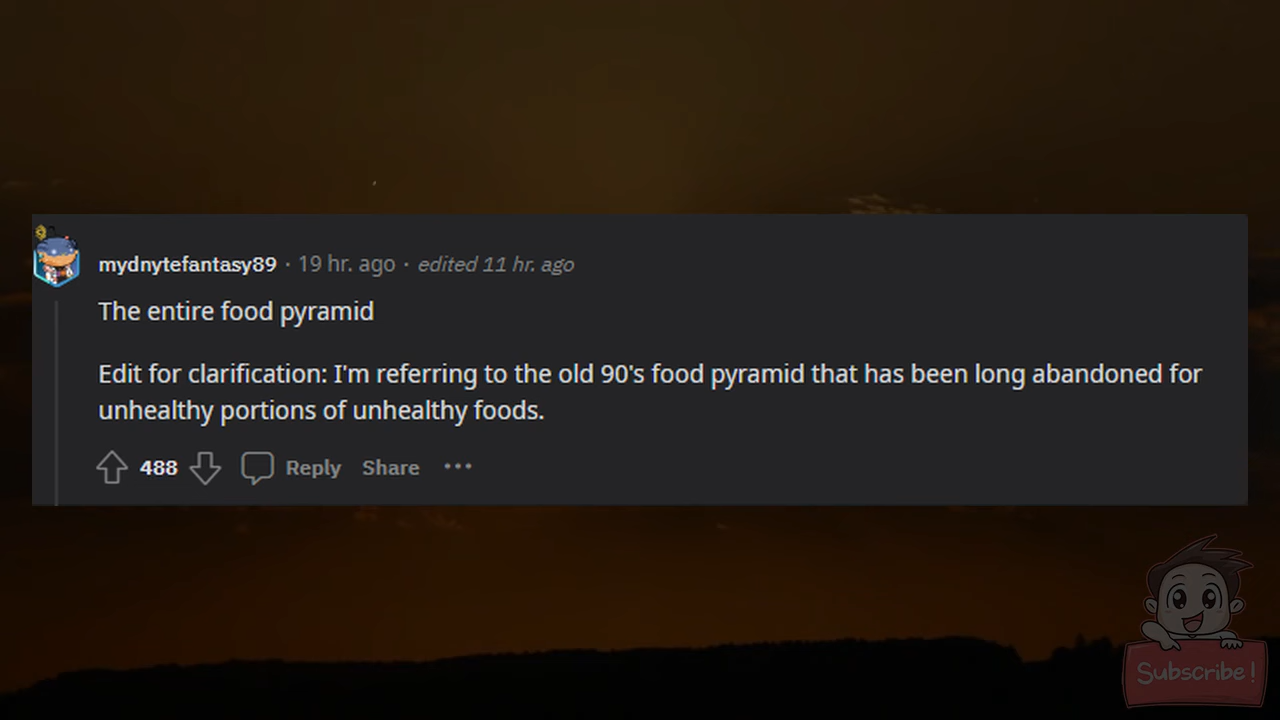 mydnytefantasy89 · 19 hr. ago · edited 11 hr. ago
The entire food pyramid
Edit for clarification: I'm referring to the old 90's food pyramid that has been long abandoned for
unhealthy portions of unhealthy foods.
488 Reply Share ···
Subscribe!